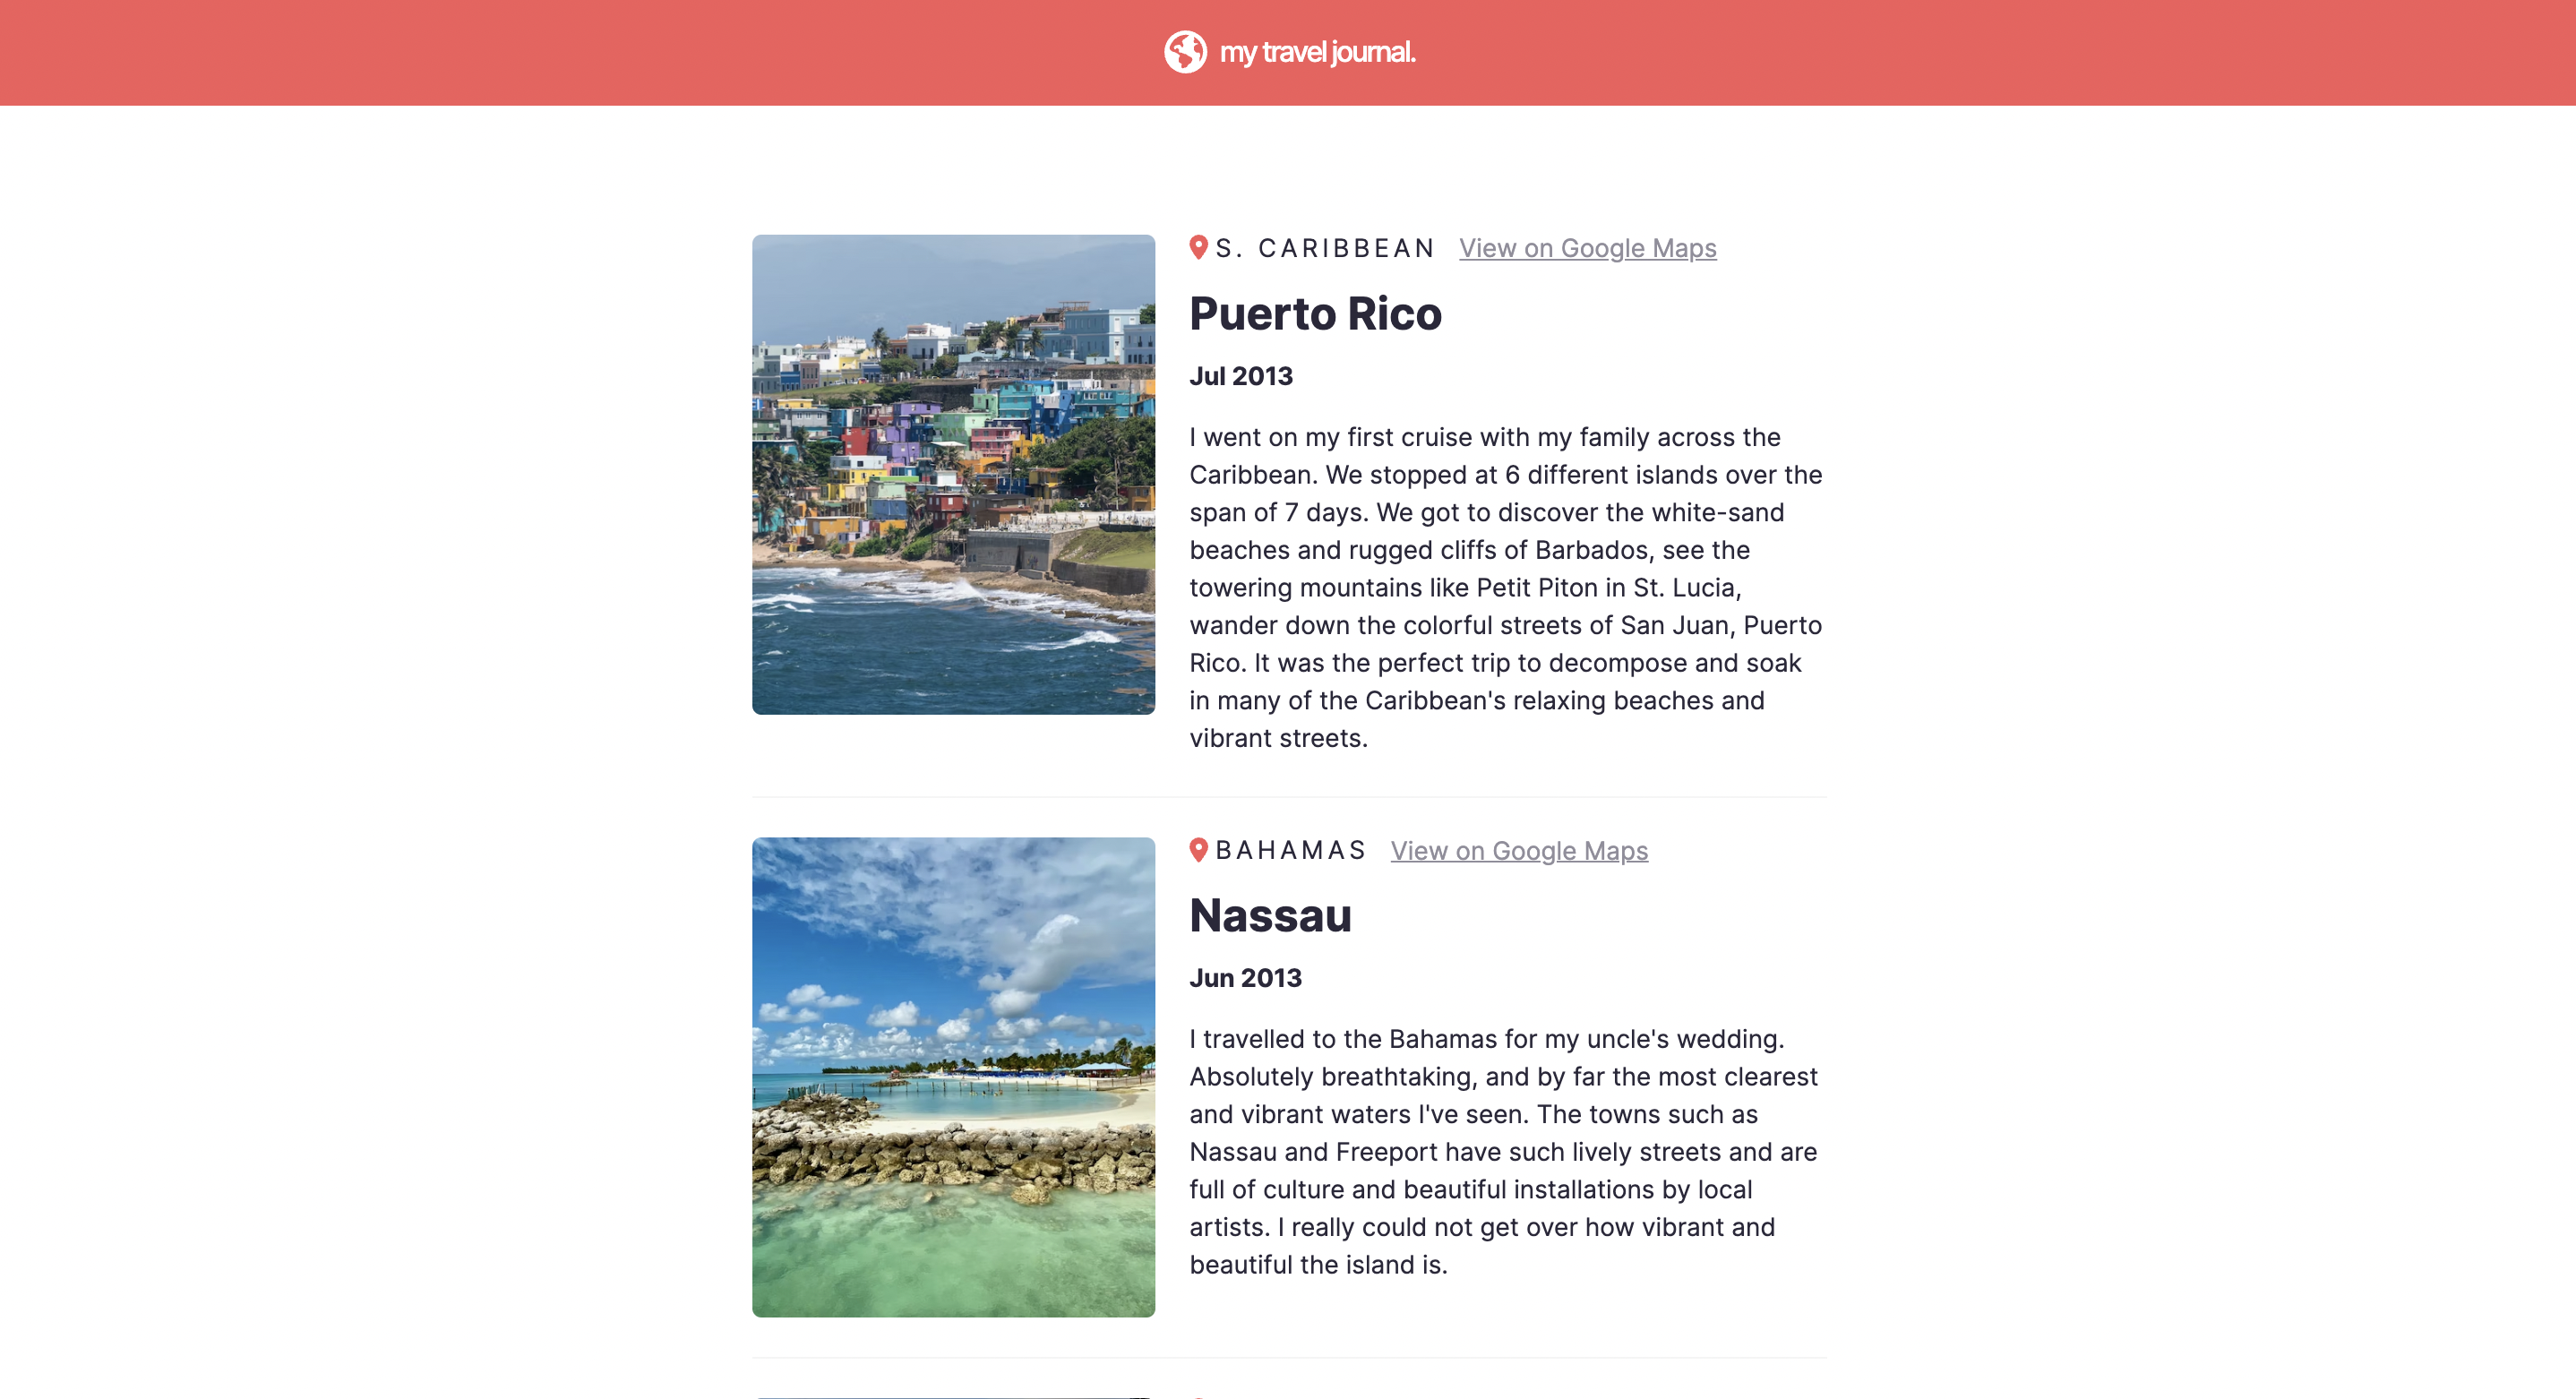 my travel journal.
S. CARIBBEAN View on Google Maps
Puerto Rico
Jul 2013
I went on my first cruise with my family across the
Caribbean. We stopped at 6 different islands over the
span of 7 days. We got to discover the white-sand
beaches and rugged cliffs of Barbados, see the
towering mountains like Petit Piton in St. Lucia,
wander down the colorful streets of San Juan, Puerto
Rico. It was the perfect trip to decompose and soak
in many of the Caribbean's relaxing beaches and
vibrant streets.
BAHAMAS View on Google Maps
Nassau
Jun 2013
I travelled to the Bahamas for my uncle's wedding.
Absolutely breathtaking, and by far the most clearest
and vibrant waters I've seen. The towns such as
Nassau and Freeport have such lively streets and are
full of culture and beautiful installations by local
artists. I really could not get over how vibrant and
beautiful the island is.